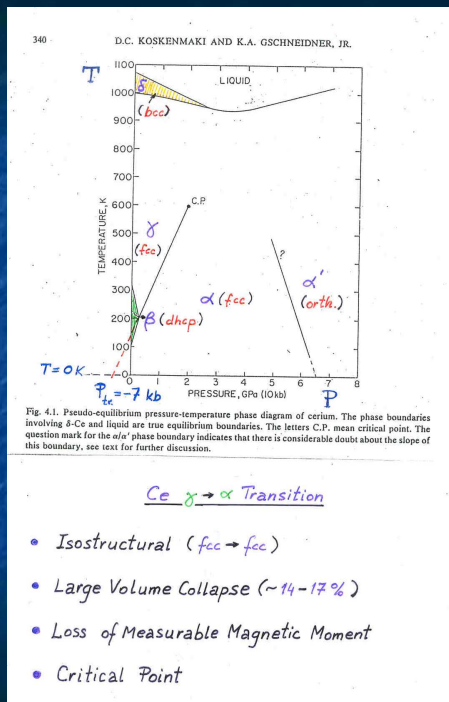 340 D.C. KOSKENMAKI AND K.A. GSCHNEIDNER, JR.
T
1100
LIQUID
δ
1000
(bcc)
900
800
700
C.P.
600
γ
500
(fcc)
?
400
α'
300
α (fcc)
(orth.)
200
β (dhcp)
100
TEMPERATURE, K
T=OK
0
0 1 2 3 4 5 6 7 8
P tr. = -7 kb
PRESSURE, GPa (10kb)
P
Fig. 4.1. Pseudo-equilibrium pressure-temperature phase diagram of cerium. The phase boundaries
involving δ-Ce and liquid are true equilibrium boundaries. The letters C.P. mean critical point. The
question mark for the α/α' phase boundary indicates that there is considerable doubt about the slope of
this boundary, see text for further discussion.
Ce γ → α Transition
• Isostructural (fcc → fcc)
• Large Volume Collapse (~14-17%)
• Loss of Measurable Magnetic Moment
• Critical Point